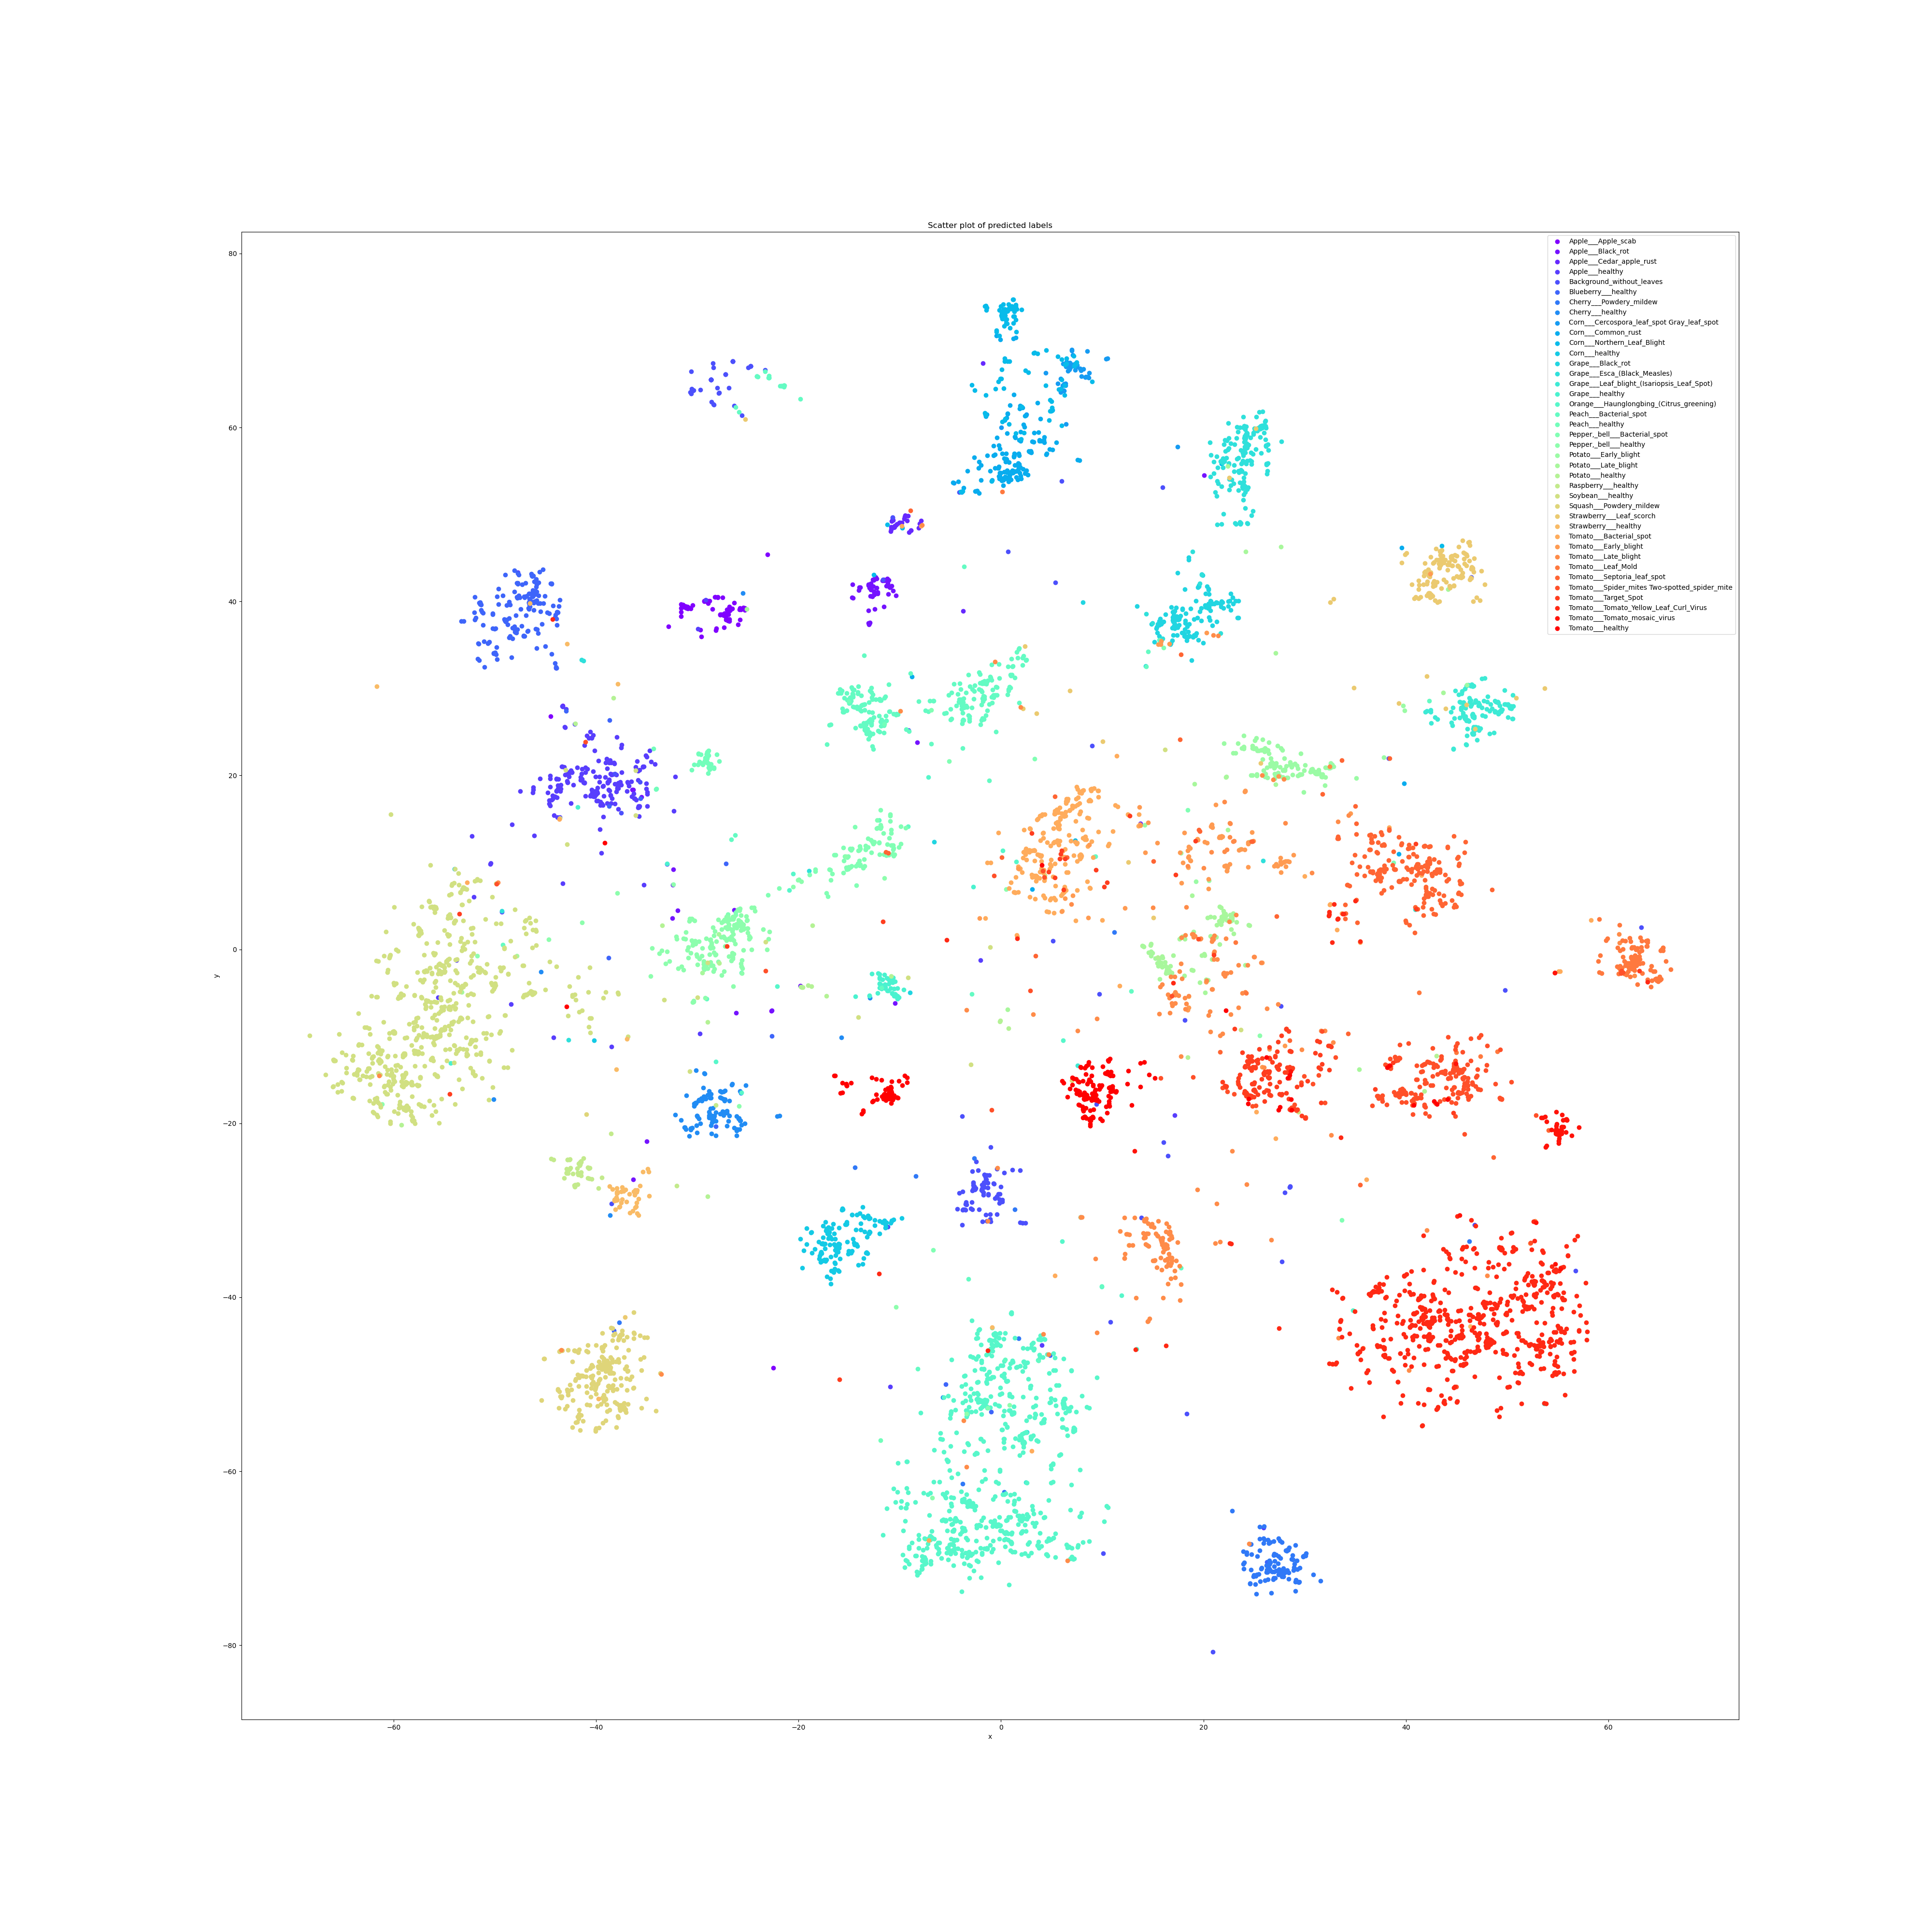 Scatter plot of predicted labels
80
60
40
20
0
−20
−40
−60
−80
y
−60
−40
−20
0
20
40
60
x
Apple___Apple_scab
Apple___Black_rot
Apple___Cedar_apple_rust
Apple___healthy
Background_without_leaves
Blueberry___healthy
Cherry___Powdery_mildew
Cherry___healthy
Corn___Cercospora_leaf_spot Gray_leaf_spot
Corn___Common_rust
Corn___Northern_Leaf_Blight
Corn___healthy
Grape___Black_rot
Grape___Esca_(Black_Measles)
Grape___Leaf_blight_(Isariopsis_Leaf_Spot)
Grape___healthy
Orange___Haunglongbing_(Citrus_greening)
Peach___Bacterial_spot
Peach___healthy
Pepper,_bell___Bacterial_spot
Pepper,_bell___healthy
Potato___Early_blight
Potato___Late_blight
Potato___healthy
Raspberry___healthy
Soybean___healthy
Squash___Powdery_mildew
Strawberry___Leaf_scorch
Strawberry___healthy
Tomato___Bacterial_spot
Tomato___Early_blight
Tomato___Late_blight
Tomato___Leaf_Mold
Tomato___Septoria_leaf_spot
Tomato___Spider_mites Two-spotted_spider_mite
Tomato___Target_Spot
Tomato___Tomato_Yellow_Leaf_Curl_Virus
Tomato___Tomato_mosaic_virus
Tomato___healthy